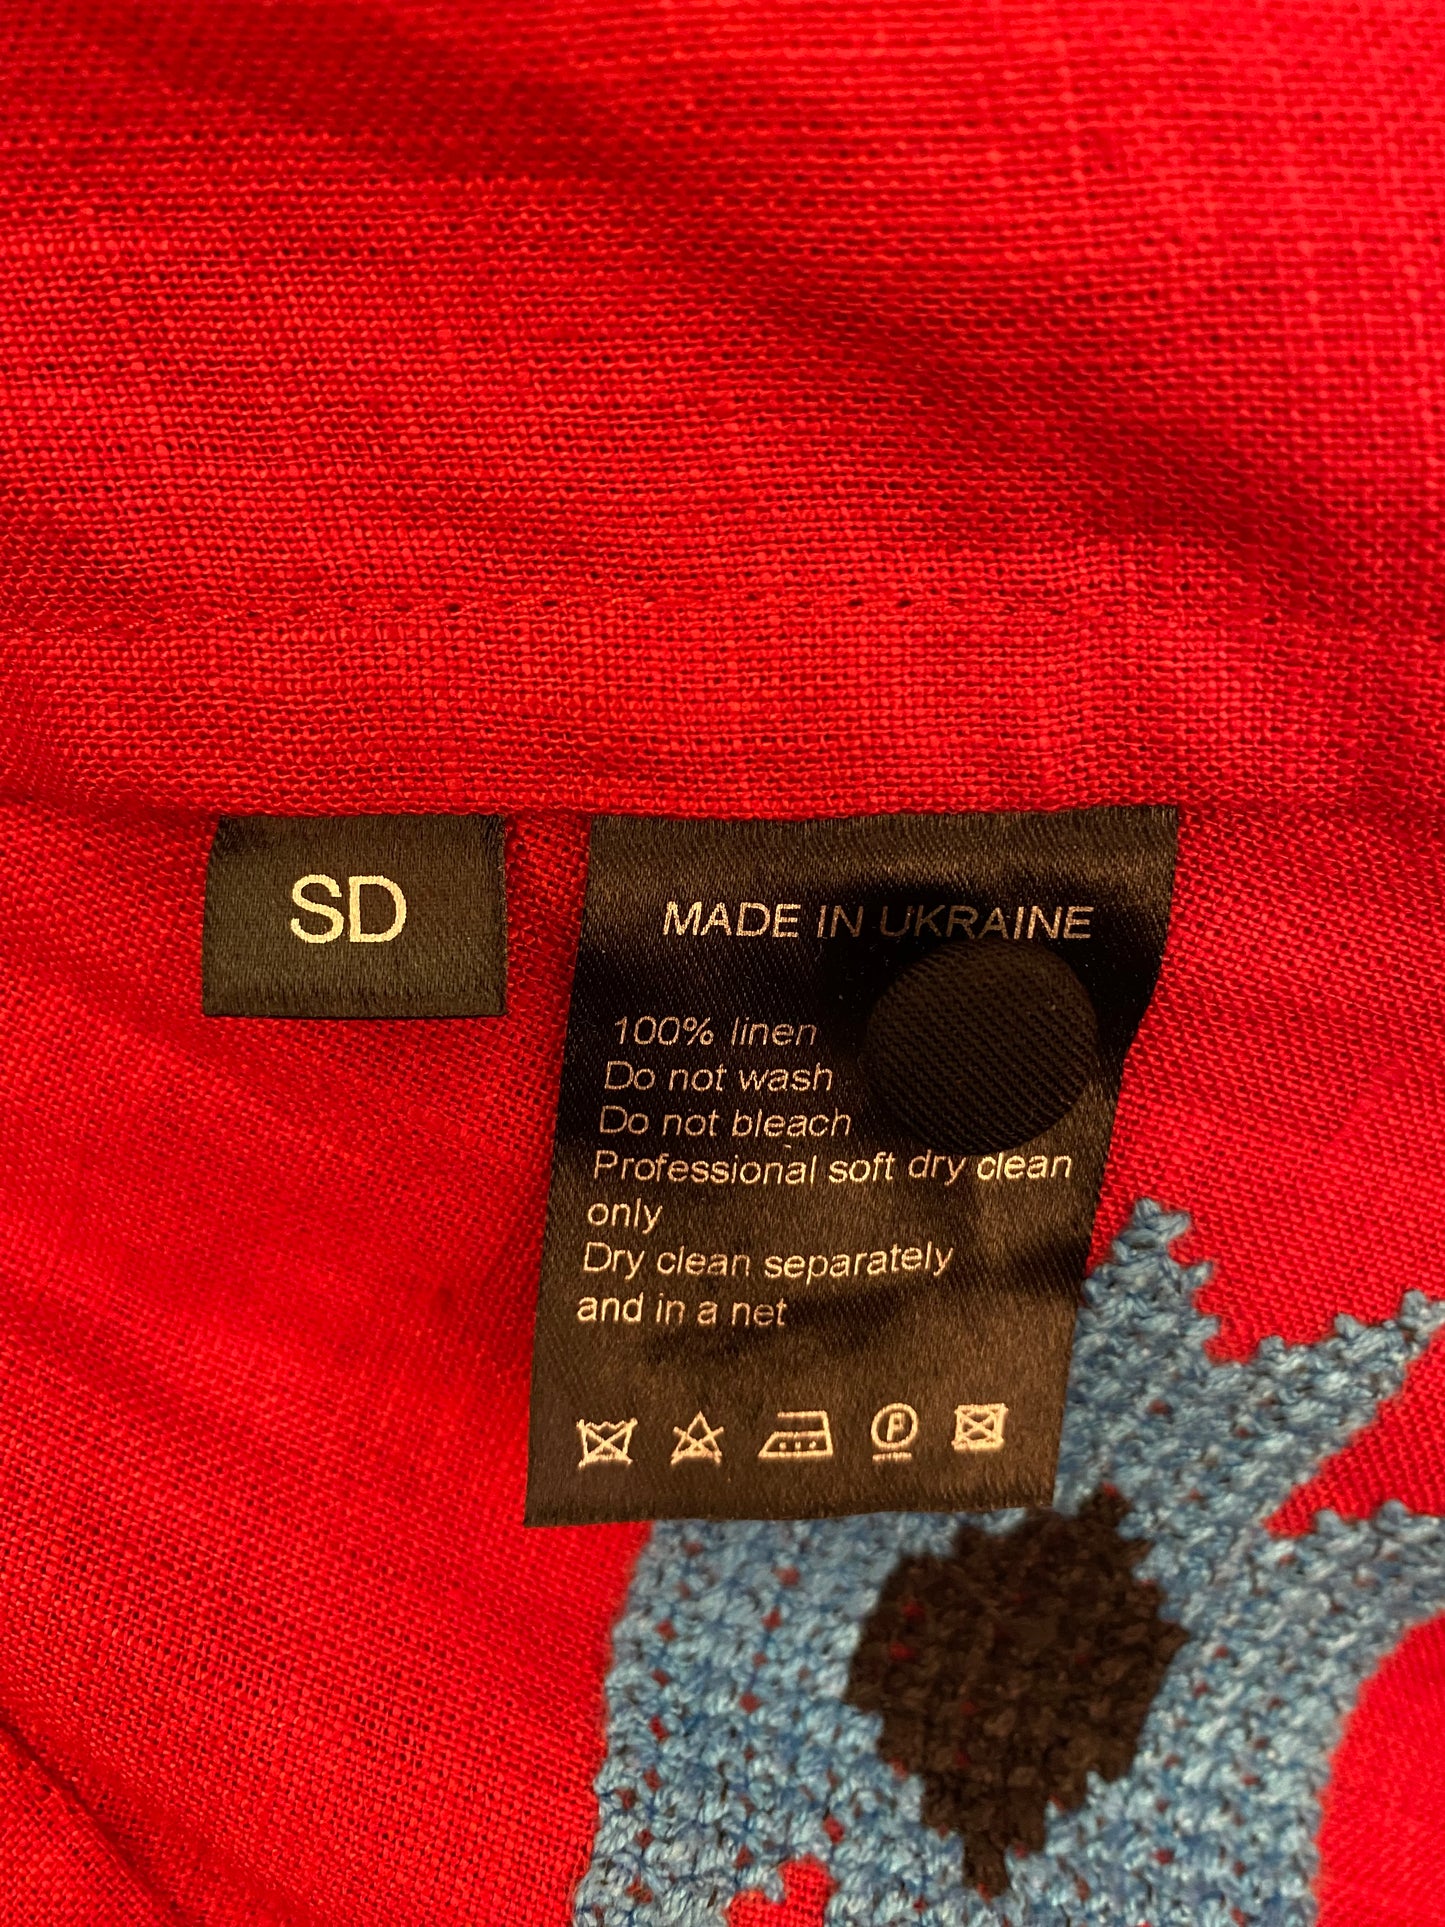 SD
MADE IN UKRAINE
100% linen
Do not wash
Do not bleach
Professional soft dry clean
only
Dry clean separately
and in a net
P